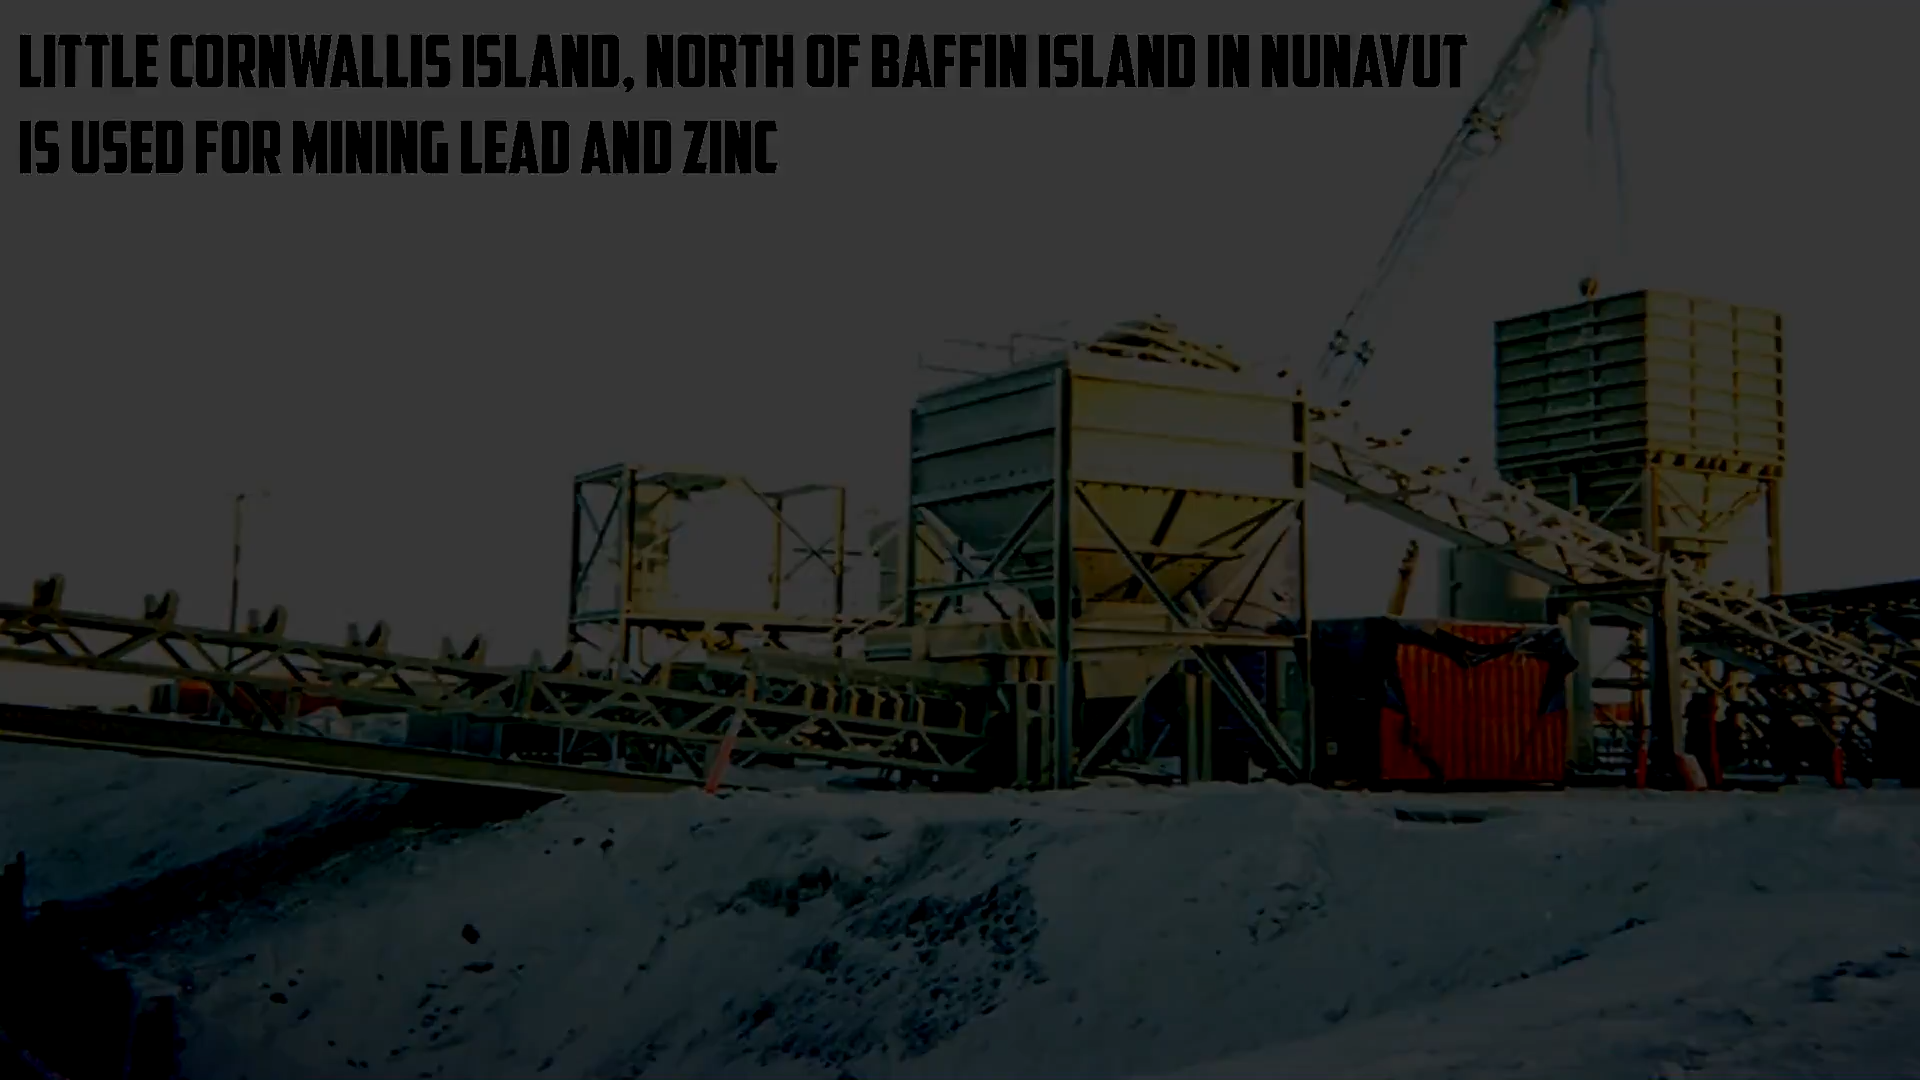 LITTLE CORNWALLIS ISLAND, NORTH OF BAFFIN ISLAND IN NUNAVUT
IS USED FOR MINING LEAD AND ZINC